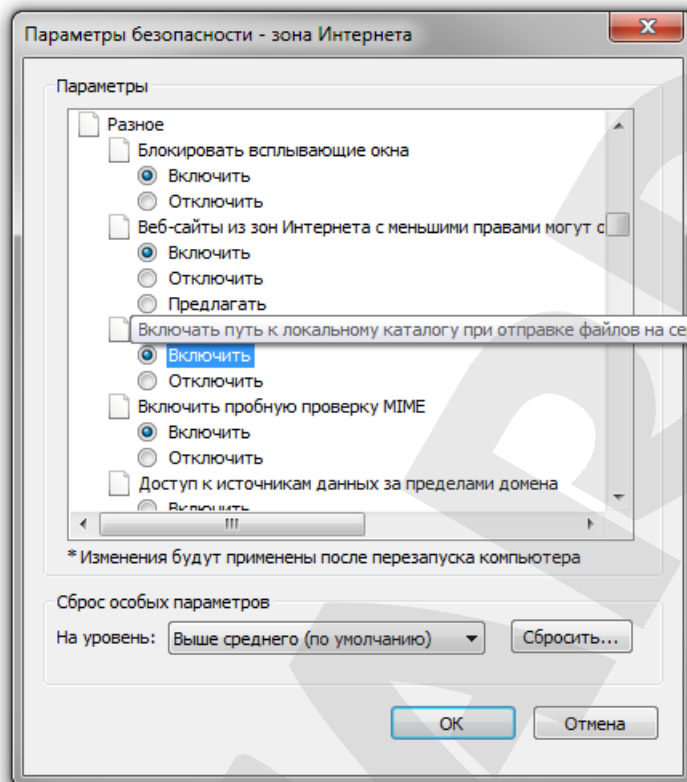 Параметры безопасности - зона Интернета
Параметры
Разное
Блокировать всплывающие окна
Включить
Отключить
Веб-сайты из зон Интернета с меньшими правами могут
Включить
Отключить
Предлагать
Включать путь к локальному каталогу при отправке файлов на
Включить
Отключить
Включить пробную проверку MIME
Включить
Отключить
Доступ к источникам данных за пределами домена
Включить
* Изменения будут применены после перезапуска компьютера
Сброс особых параметров
На уровень: Выше среднего (по умолчанию) Сбросить...
ОК Отмена